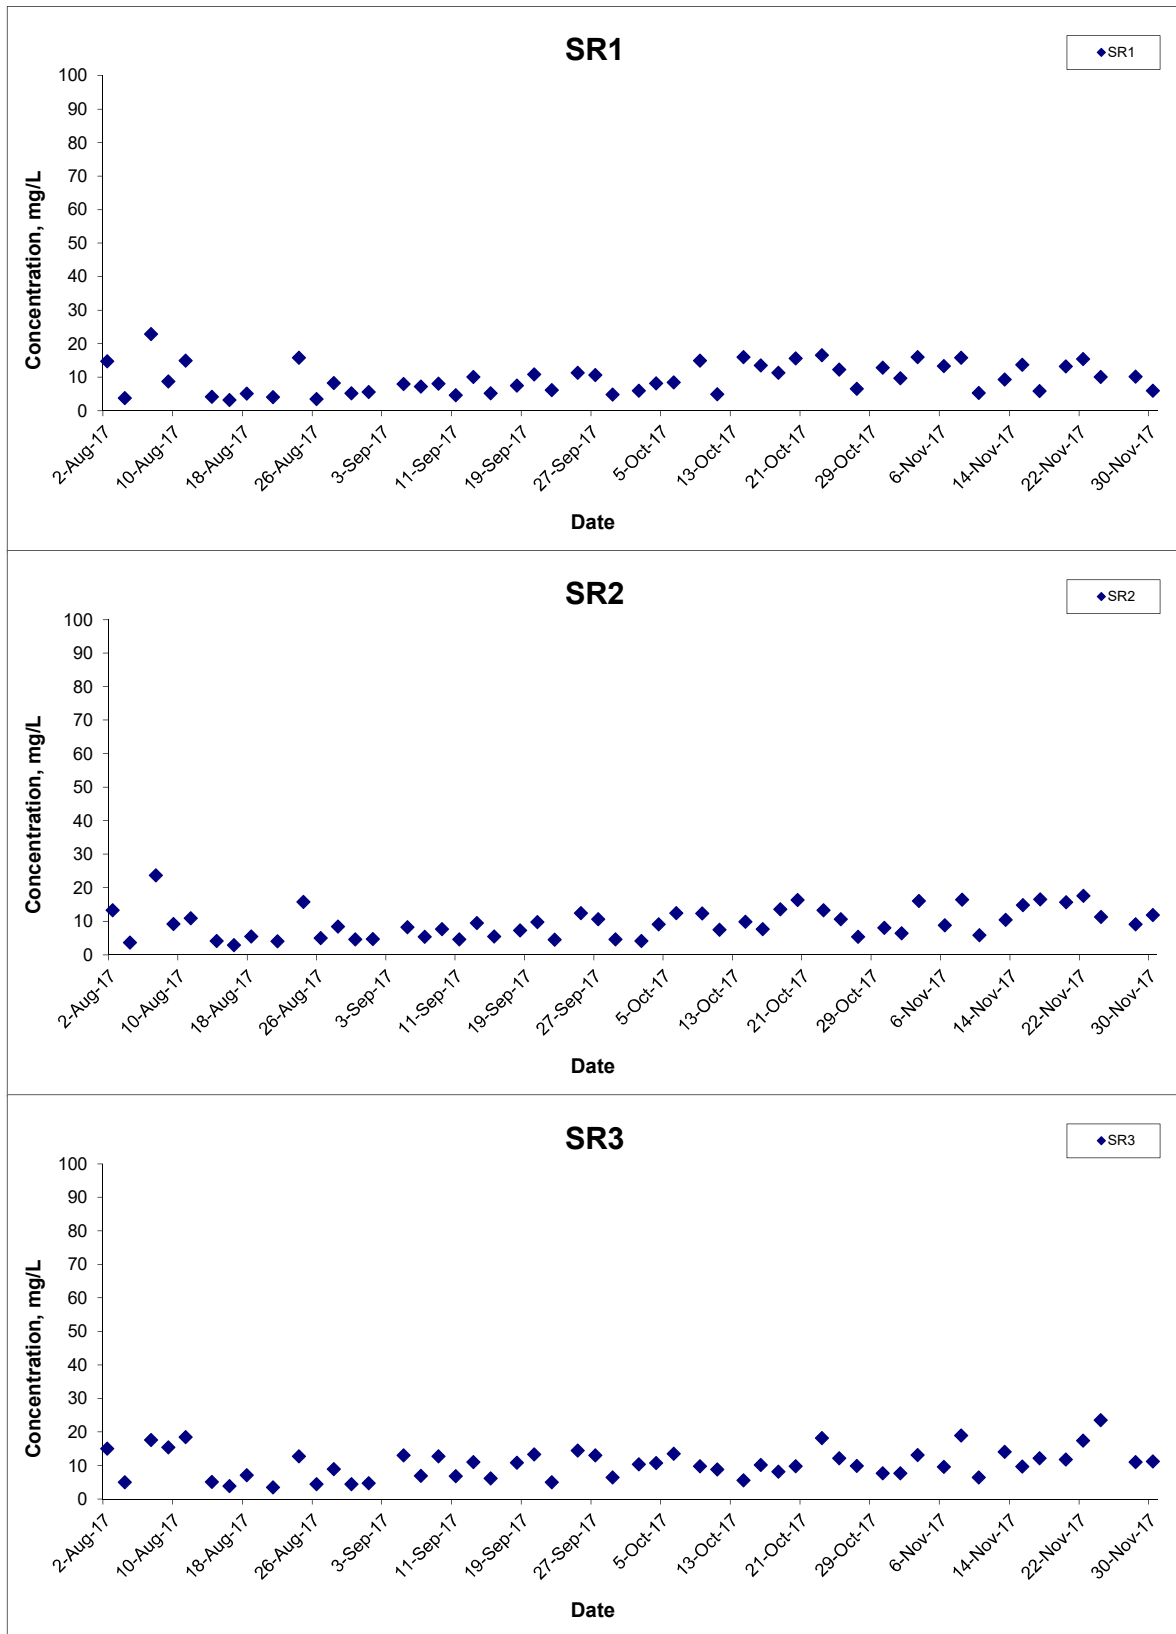 SR1
SR1
100
90
80
70
60
50
40
30
20
10
0
Concentration, mg/L
2-Aug-17
10-Aug-17
18-Aug-17
26-Aug-17
3-Sep-17
11-Sep-17
19-Sep-17
27-Sep-17
5-Oct-17
13-Oct-17
21-Oct-17
29-Oct-17
6-Nov-17
14-Nov-17
22-Nov-17
30-Nov-17
Date
SR2
SR2
100
90
80
70
60
50
40
30
20
10
0
Concentration, mg/L
2-Aug-17
10-Aug-17
18-Aug-17
26-Aug-17
3-Sep-17
11-Sep-17
19-Sep-17
27-Sep-17
5-Oct-17
13-Oct-17
21-Oct-17
29-Oct-17
6-Nov-17
14-Nov-17
22-Nov-17
30-Nov-17
Date
SR3
SR3
100
90
80
70
60
50
40
30
20
10
0
Concentration, mg/L
2-Aug-17
10-Aug-17
18-Aug-17
26-Aug-17
3-Sep-17
11-Sep-17
19-Sep-17
27-Sep-17
5-Oct-17
13-Oct-17
21-Oct-17
29-Oct-17
6-Nov-17
14-Nov-17
22-Nov-17
30-Nov-17
Date